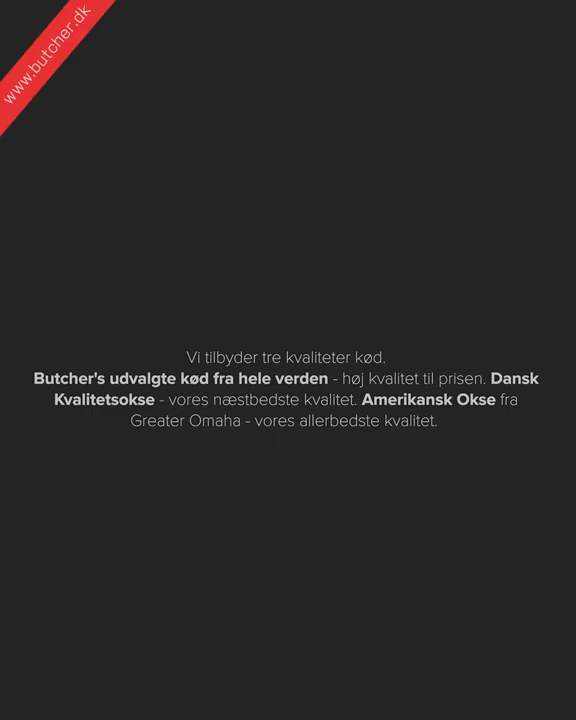 www.butcher.dk
Vi tilbyder tre kvaliteter kød.
Butcher's udvalgte kød fra hele verden - høj kvalitet til prisen. Dansk
Kvalitetsokse - vores næstbedste kvalitet. Amerikansk Okse fra
Greater Omaha - vores allerbedste kvalitet.